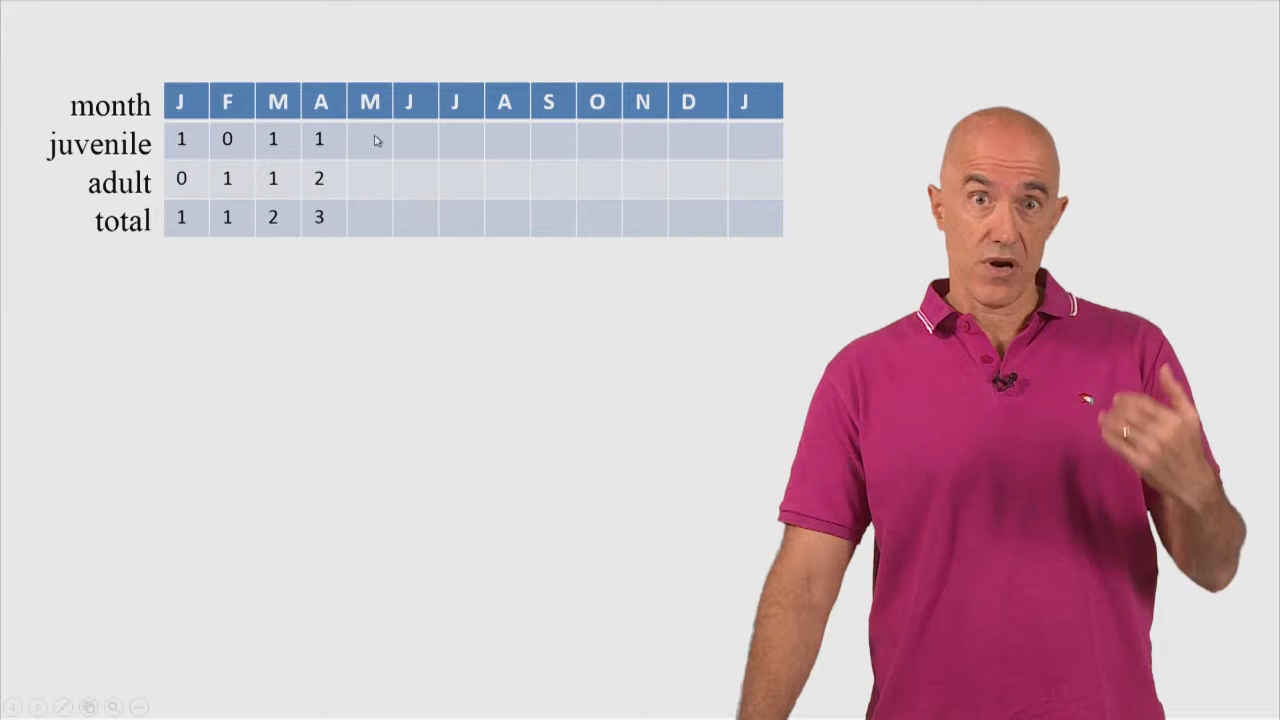 month J F M A M J J A S O N D J
juvenile 1 0 1 1
adult 0 1 1 2
total 1 1 2 3